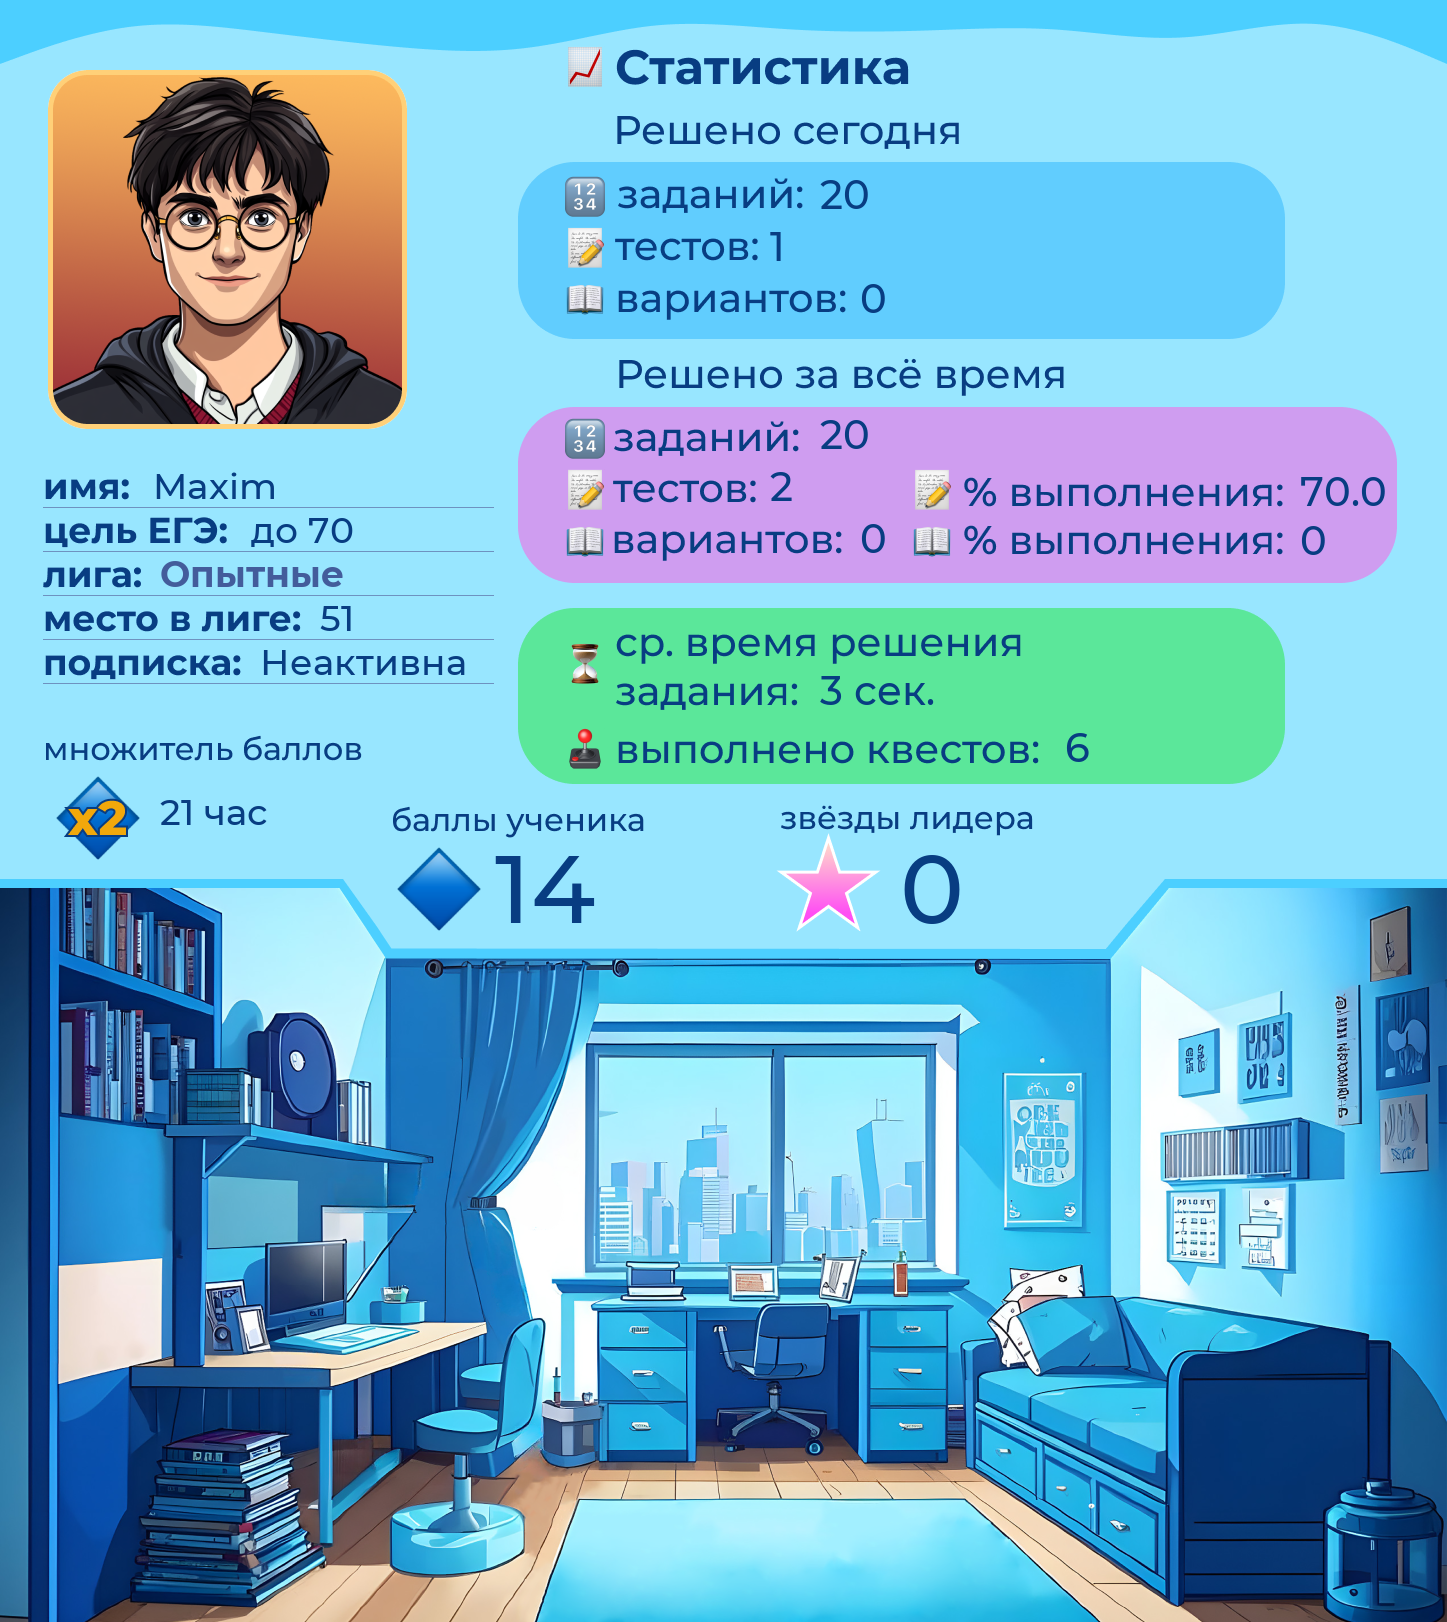 Статистика
Решено сегодня
1234 заданий: 20
тестов: 1
вариантов: 0
Решено за всё время
1234 заданий: 20
тестов: 2 % выполнения: 70.0
вариантов: 0 % выполнения: 0
ср. время решения
задания: 3 сек.
выполнено квестов: 6
имя: Maxim
цель ЕГЭ: до 70
лига: Опытные
место в лиге: 51
подписка: Неактивна
множитель баллов
x2 21 час
баллы ученика
14
звёзды лидера
0